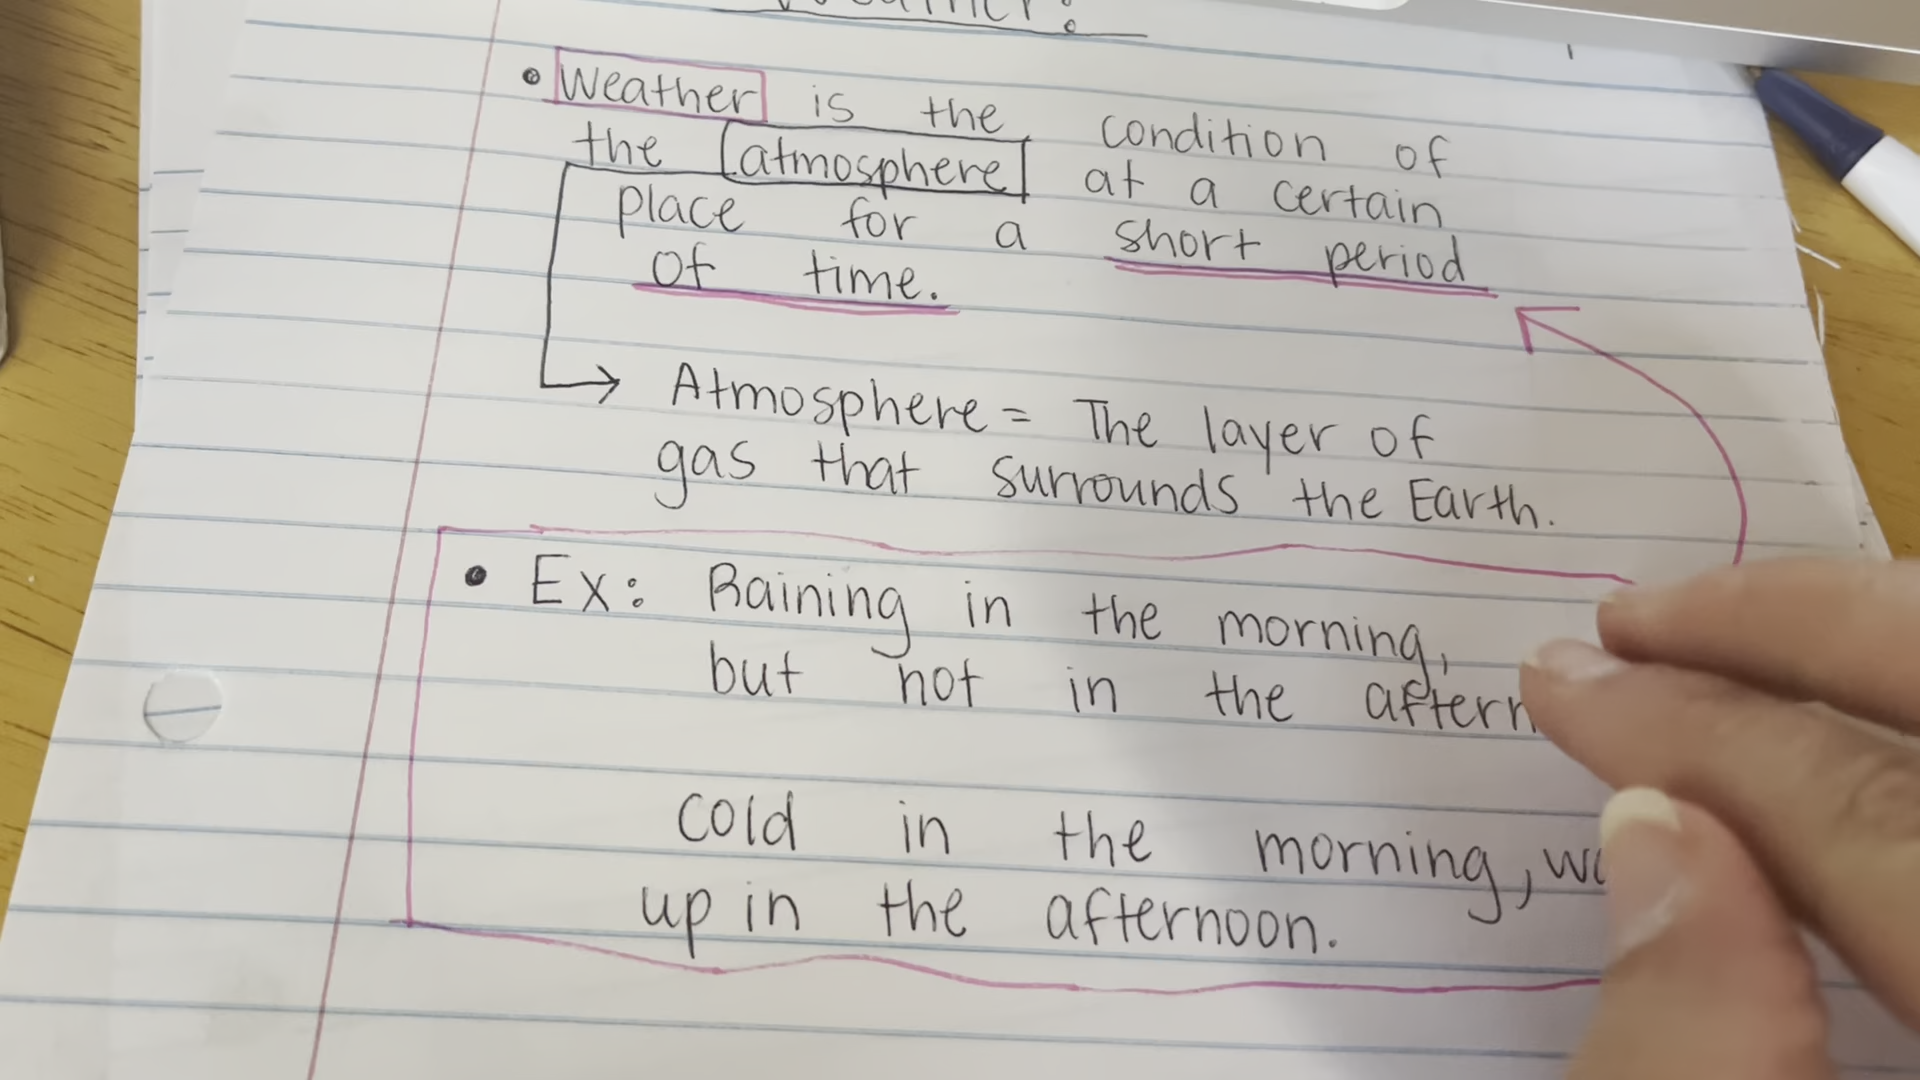 • Weather is the condition of
the atmosphere at a certain
place for a short period
of time.
→ Atmosphere = The layer of
gas that surrounds the Earth.
• Ex: Raining in the morning,
but not in the
cold in the morning,
up in the afternoon.